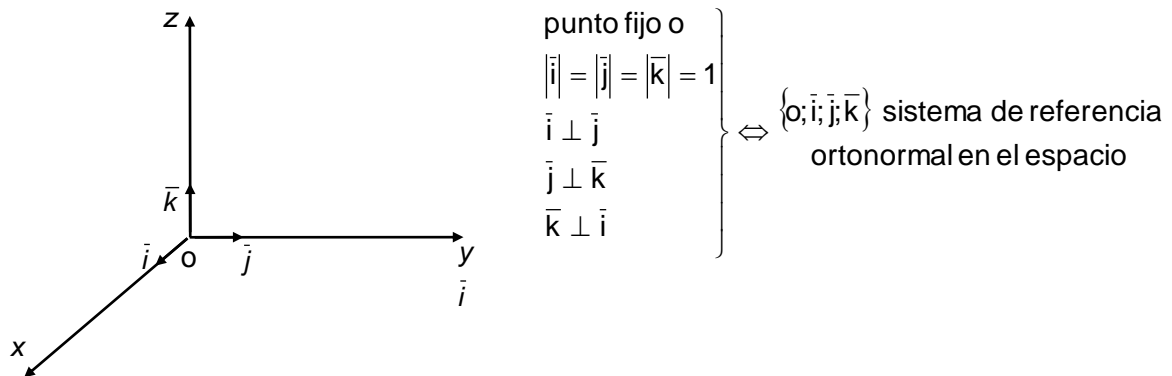 z
k̄
ī
o
j̄
y
ī
x
punto fijo o
|ī| = |j̄| = |k̄| = 1
ī ⊥ j̄
j̄ ⊥ k̄
k̄ ⊥ ī
⇔ {o; ī; j̄; k̄} sistema de referencia
ortonormal en el espacio